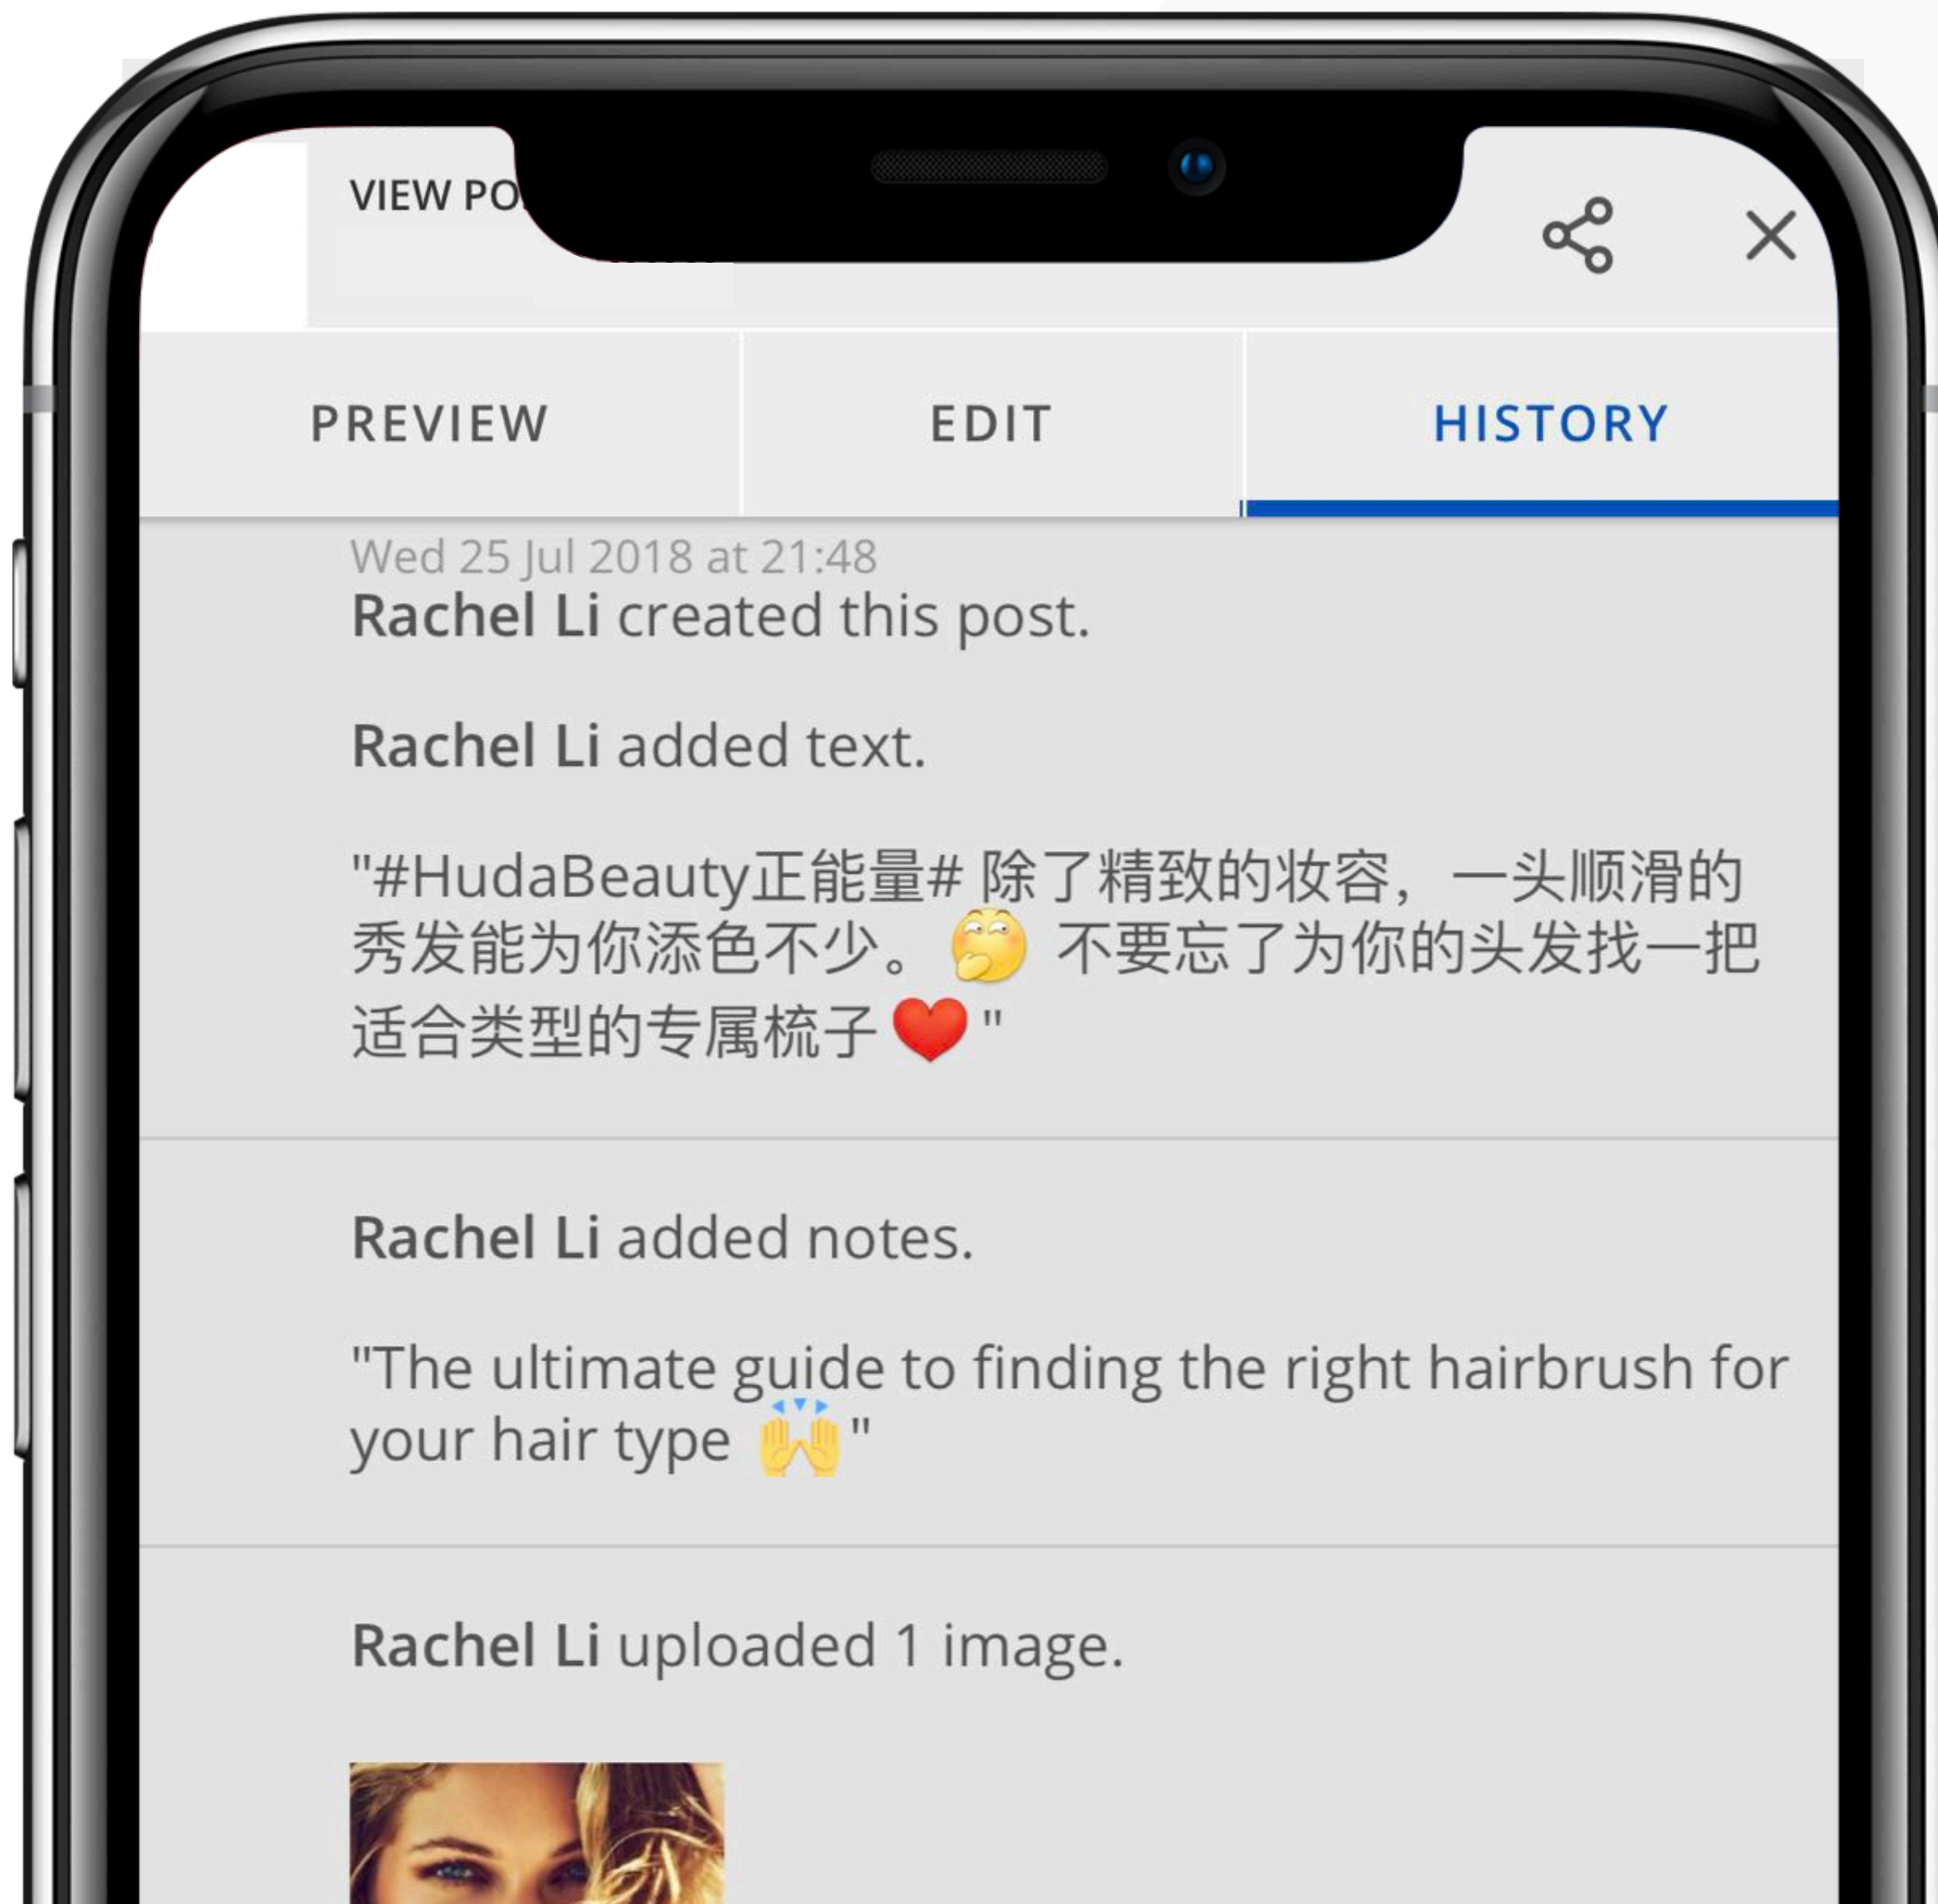 VIEW PO
PREVIEW
EDIT
HISTORY
Wed 25 Jul 2018 at 21:48
Rachel Li created this post.
Rachel Li added text.
"#HudaBeauty正能量# 除了精致的妆容，一头顺滑的
秀发能为你添色不少。 不要忘了为你的头发找一把
适合类型的专属梳子 ❤️ "
Rachel Li added notes.
"The ultimate guide to finding the right hairbrush for
your hair type 🙌 "
Rachel Li uploaded 1 image.